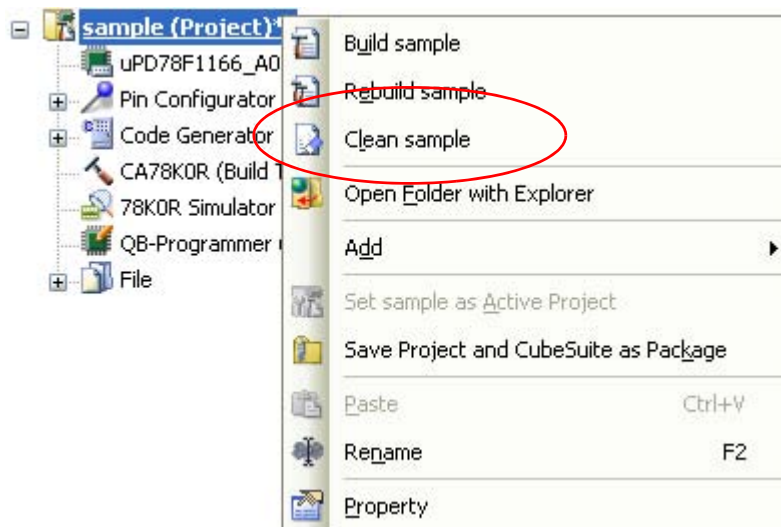 sample (Project)*
uPD78F1166_A0
Pin Configurator
Code Generator
CA78K0R (Build
78K0R Simulator
QB-Programmer
File
Build sample
Rebuild sample
Clean sample
Open Folder with Explorer
Add
Set sample as Active Project
Save Project and CubeSuite as Package
Paste Ctrl+V
Rename F2
Property